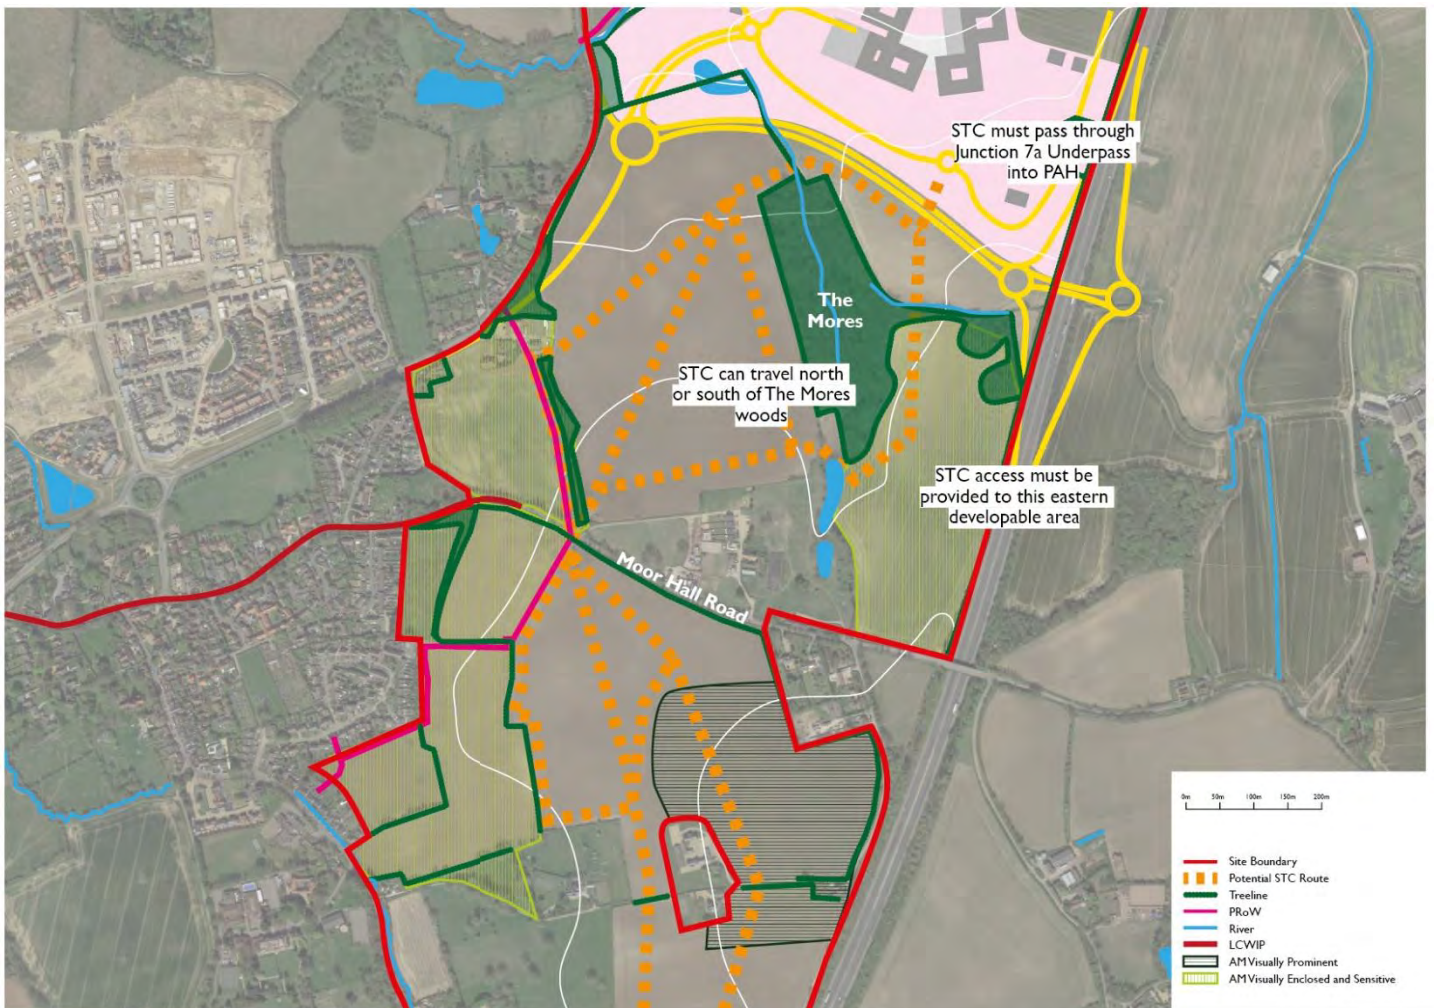 STC must pass through
Junction 7a Underpass
into PAH
The
Mores
STC can travel north
or south of The Mores
woods
STC access must be
provided to this eastern
developable area
Moor Hall Road
0m 50m 100m 150m 200m
Site Boundary
Potential STC Route
Treeline
PRoW
River
LCWIP
AM Visually Prominent
AM Visually Enclosed and Sensitive